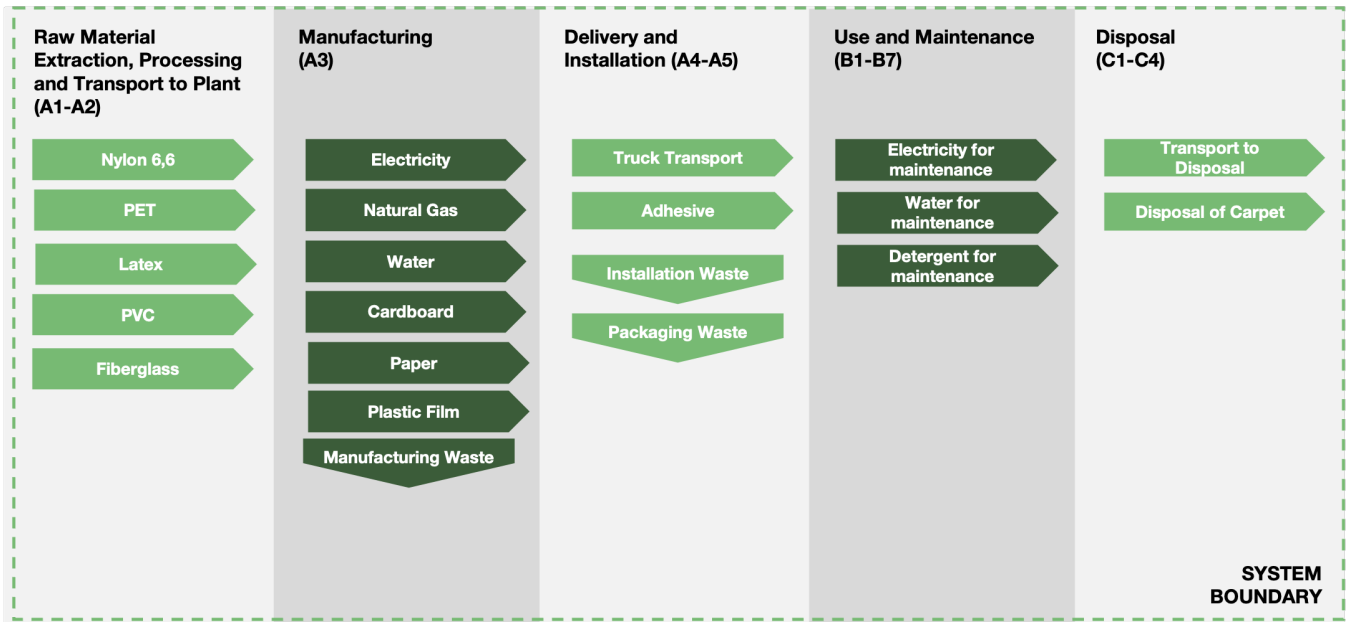 Raw Material
Extraction, Processing
and Transport to Plant
(A1-A2)
Nylon 6,6
PET
Latex
PVC
Fiberglass
Manufacturing
(A3)
Electricity
Natural Gas
Water
Cardboard
Paper
Plastic Film
Manufacturing Waste
Delivery and
Installation (A4-A5)
Truck Transport
Adhesive
Installation Waste
Packaging Waste
Use and Maintenance
(B1-B7)
Electricity for
maintenance
Water for
maintenance
Detergent for
maintenance
Disposal
(C1-C4)
Transport to
Disposal
Disposal of Carpet
SYSTEM
BOUNDARY